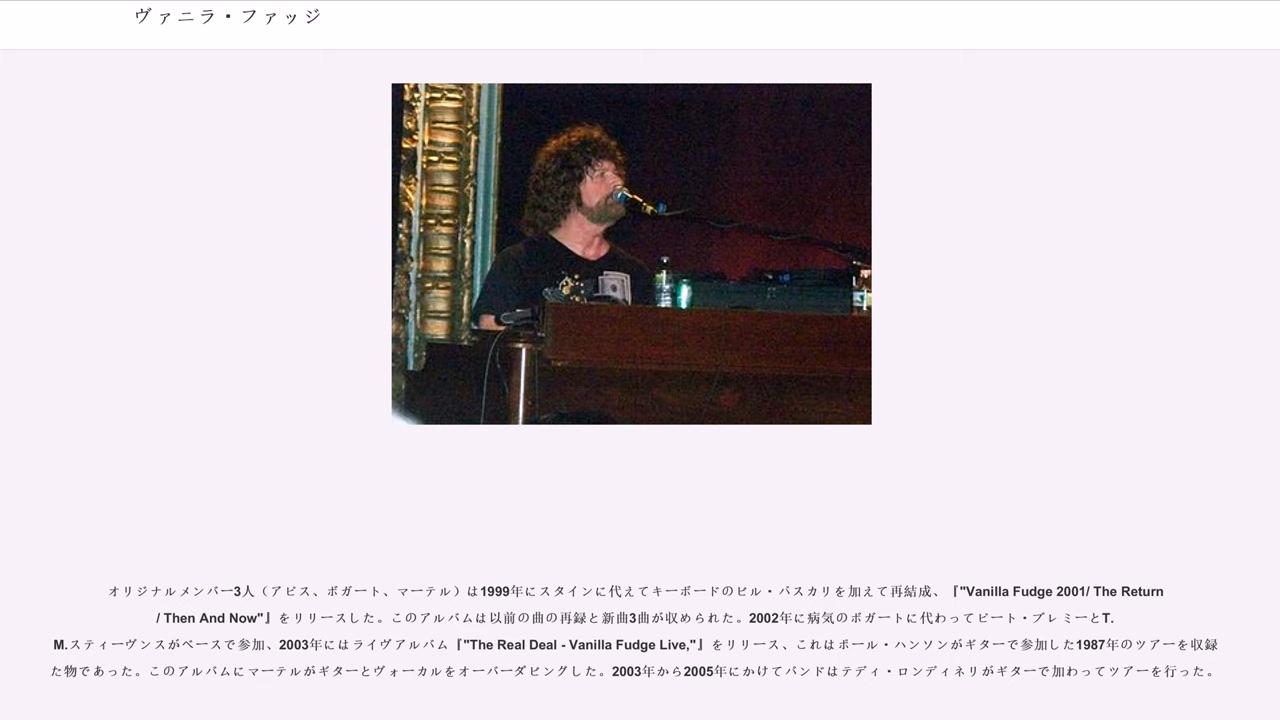 ヴァニラ・ファッジ
オリジナルメンバー3人（アピス、ボガート、マーテル）は1999年にスタインに代えてキーボードのビル・パスカリを加えて再結成、『"Vanilla Fudge 2001/ The Return
/ Then And Now"』をリリースした。このアルバムは以前の曲の再録と新曲3曲が収められた。2002年に病気のボガートに代わってピート・ブレミーとT.
M.スティーヴンスがベースで参加、2003年にはライヴアルバム『"The Real Deal - Vanilla Fudge Live,"』をリリース、これはポール・ハンソンがギターで参加した1987年のツアーを収録
た物であった。このアルバムにマーテルがギターとヴォーカルをオーバーダビングした。2003年から2005年にかけてバンドはテディ・ロンディネリがギターで加わってツアーを行った。